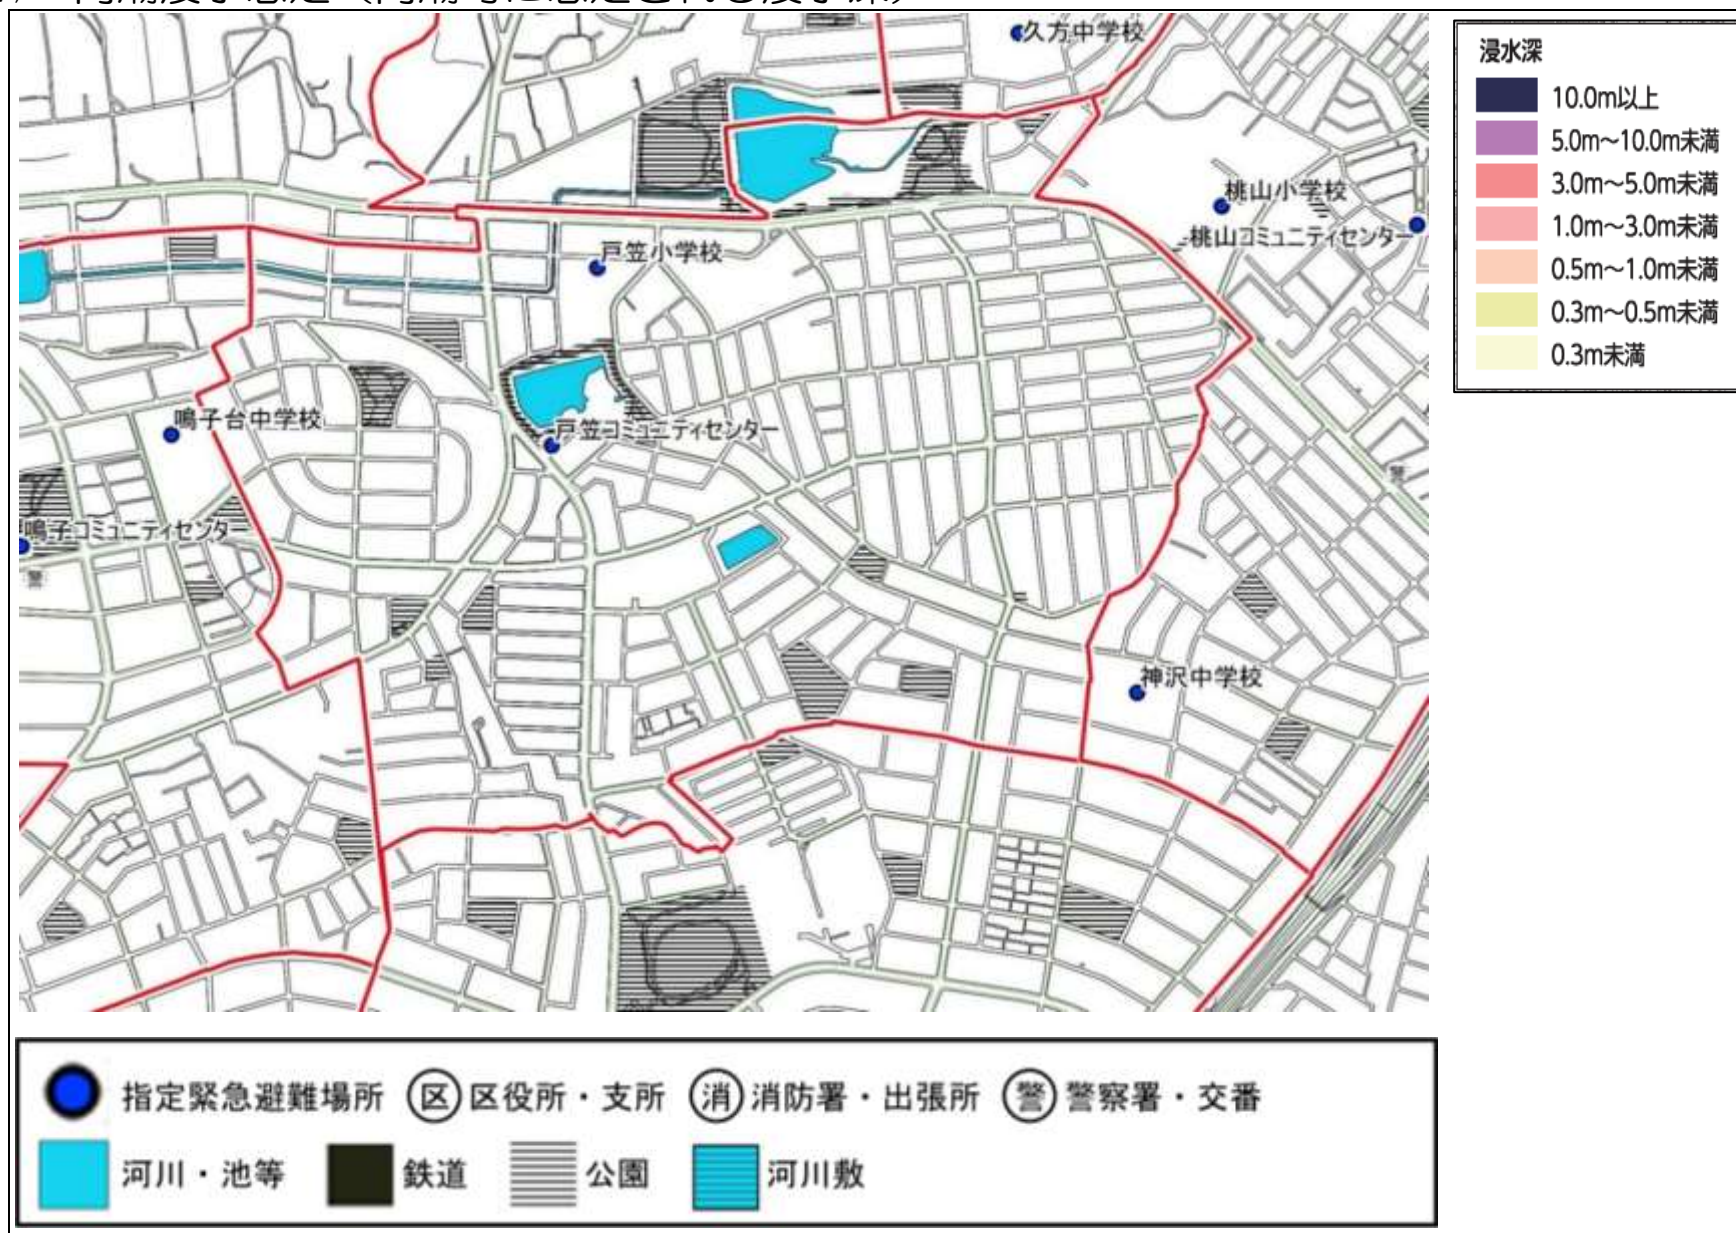 久方中学校
桃山小学校
桃山コミュニティセンター
戸笠小学校
鳴子台中学校
戸笠コミュニティセンター
警
鳴子コミュニティセンター
警
神沢中学校
浸水深
10.0m以上
5.0m～10.0m未満
3.0m～5.0m未満
1.0m～3.0m未満
0.5m～1.0m未満
0.3m～0.5m未満
0.3m未満
指定緊急避難場所 区 区役所・支所 消 消防署・出張所 警 警察署・交番
河川・池等 鉄道 公園 河川敷